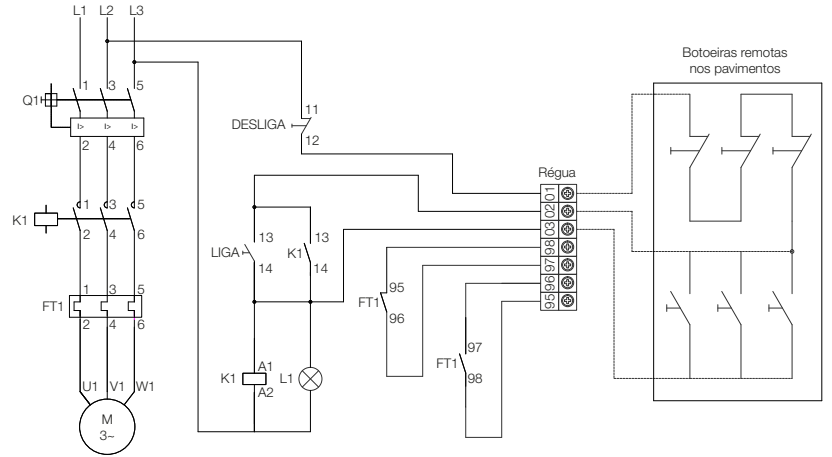 L1 L2 L3
Botoeiras remotas
nos pavimentos
1 3 5
Q1
I> I> I>
2 4 6
11
DESLIGA
12
Régua
01
02
03
98
97
96
95
1 3 5
K1
2 4 6
13 13
LIGA K1
14 14
95
FT1
96
1 3 5
FT1
2 4 6
97
FT1
98
A1
K1 L1
A2
U1 V1 W1
M
3~